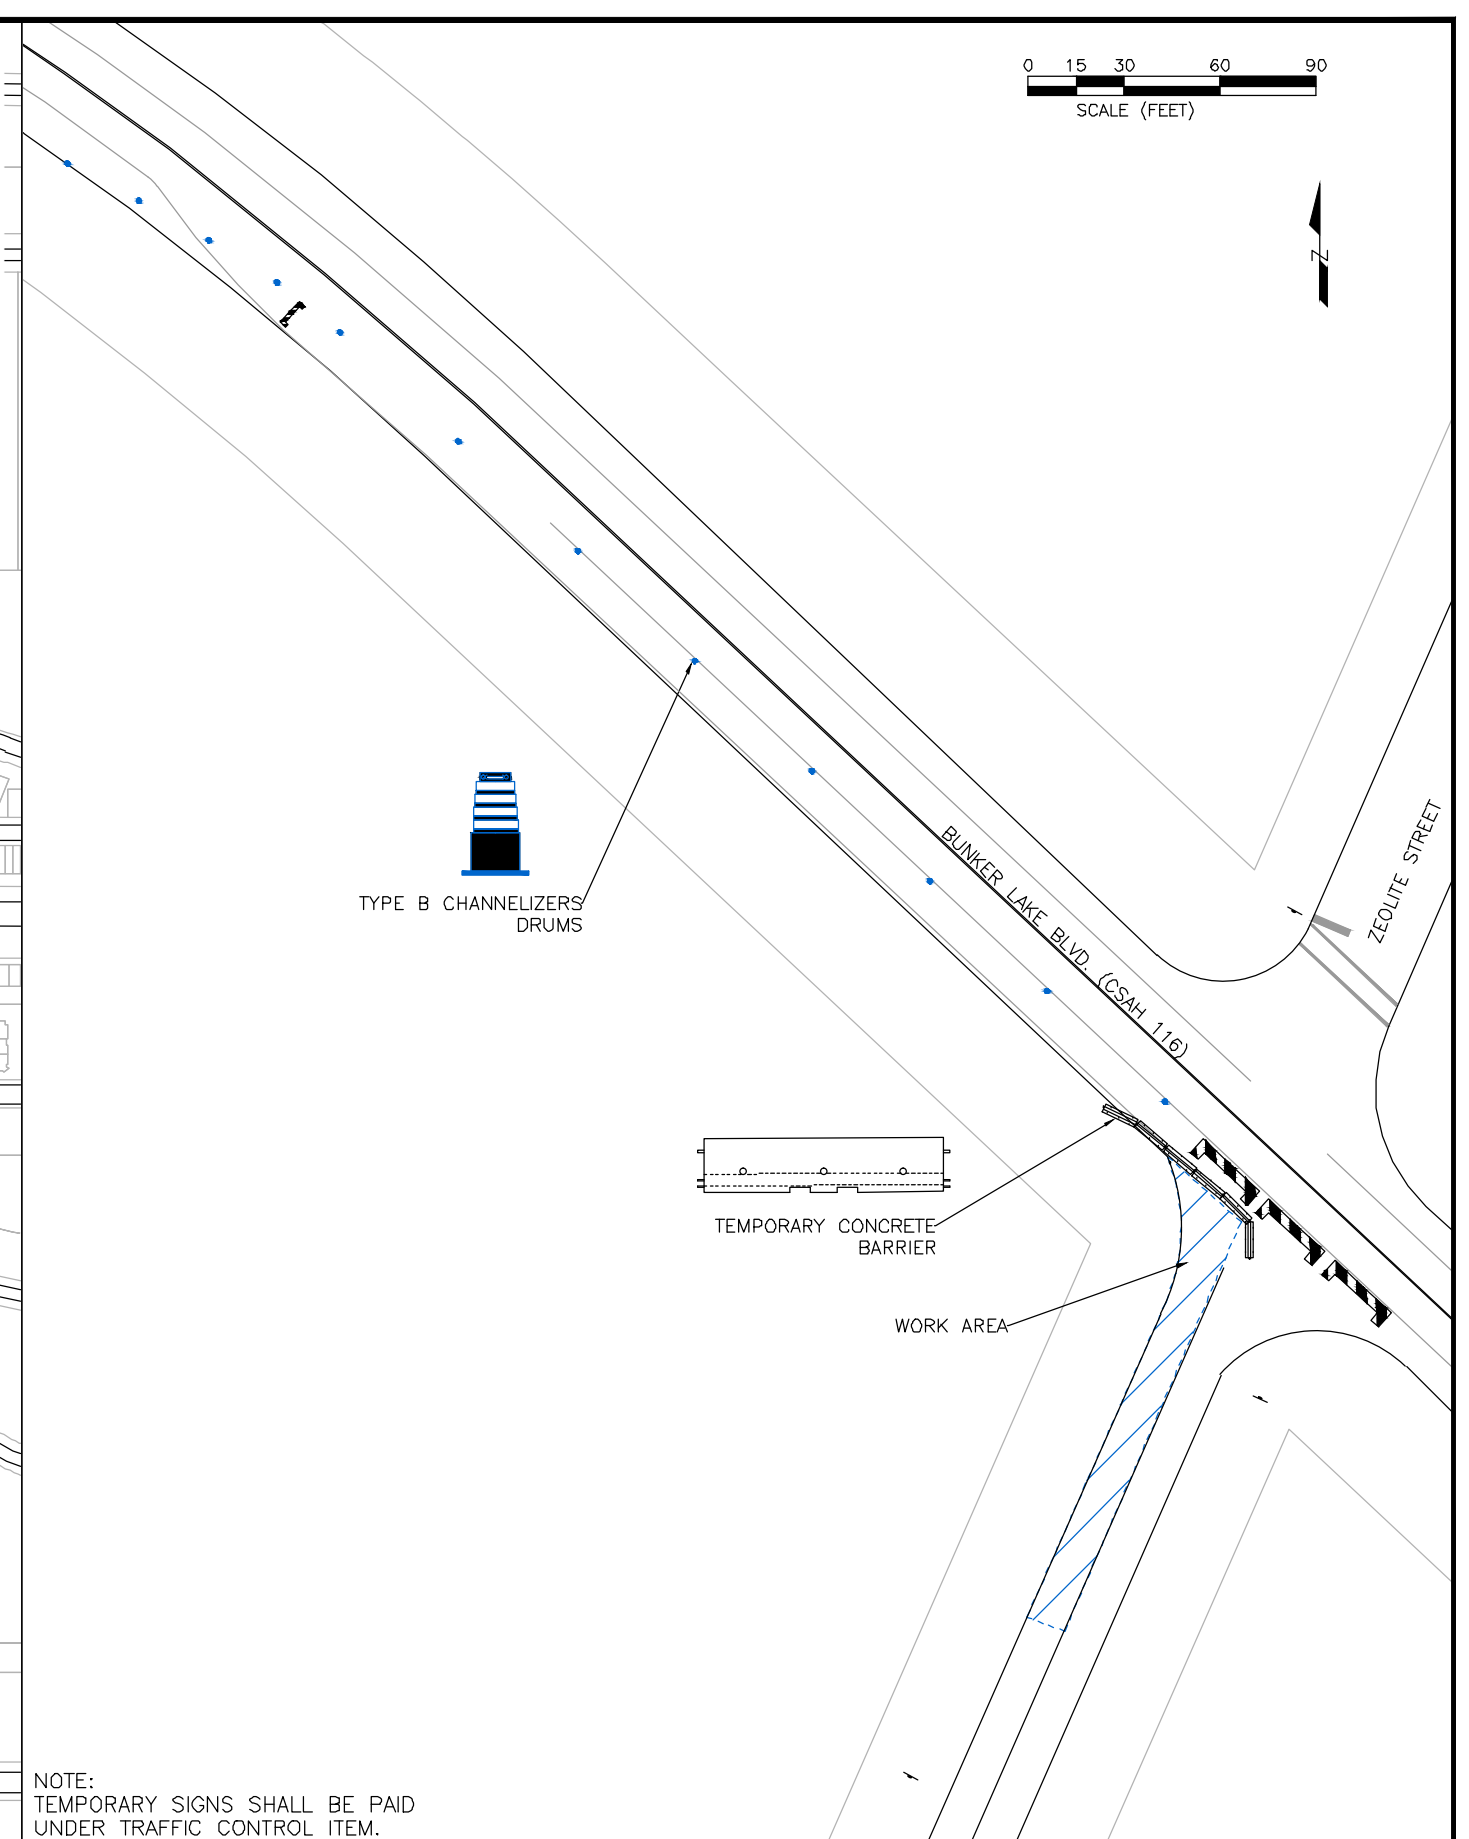 0 15 30 60 90
SCALE (FEET)
N
BUNKER LAKE BLVD. (CSAH 116)
ZEOLITE STREET
TYPE B CHANNELIZERS
DRUMS
TEMPORARY CONCRETE
BARRIER
WORK AREA
NOTE:
TEMPORARY SIGNS SHALL BE PAID
UNDER TRAFFIC CONTROL ITEM.